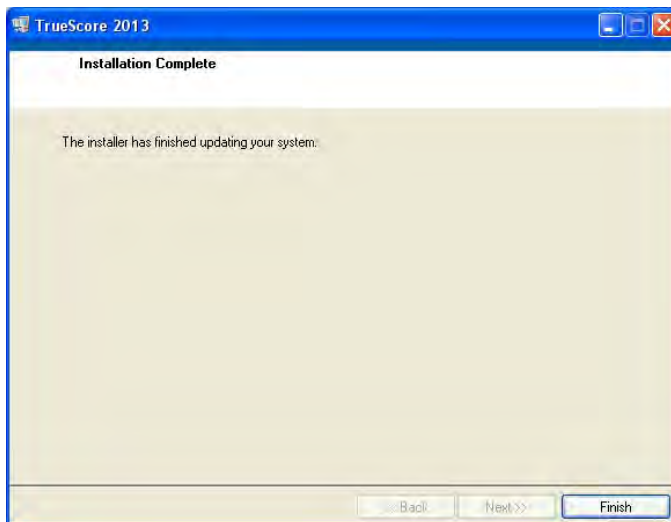 TrueScore 2013
Installation Complete
The installer has finished updating your system.
Back Next>> Finish